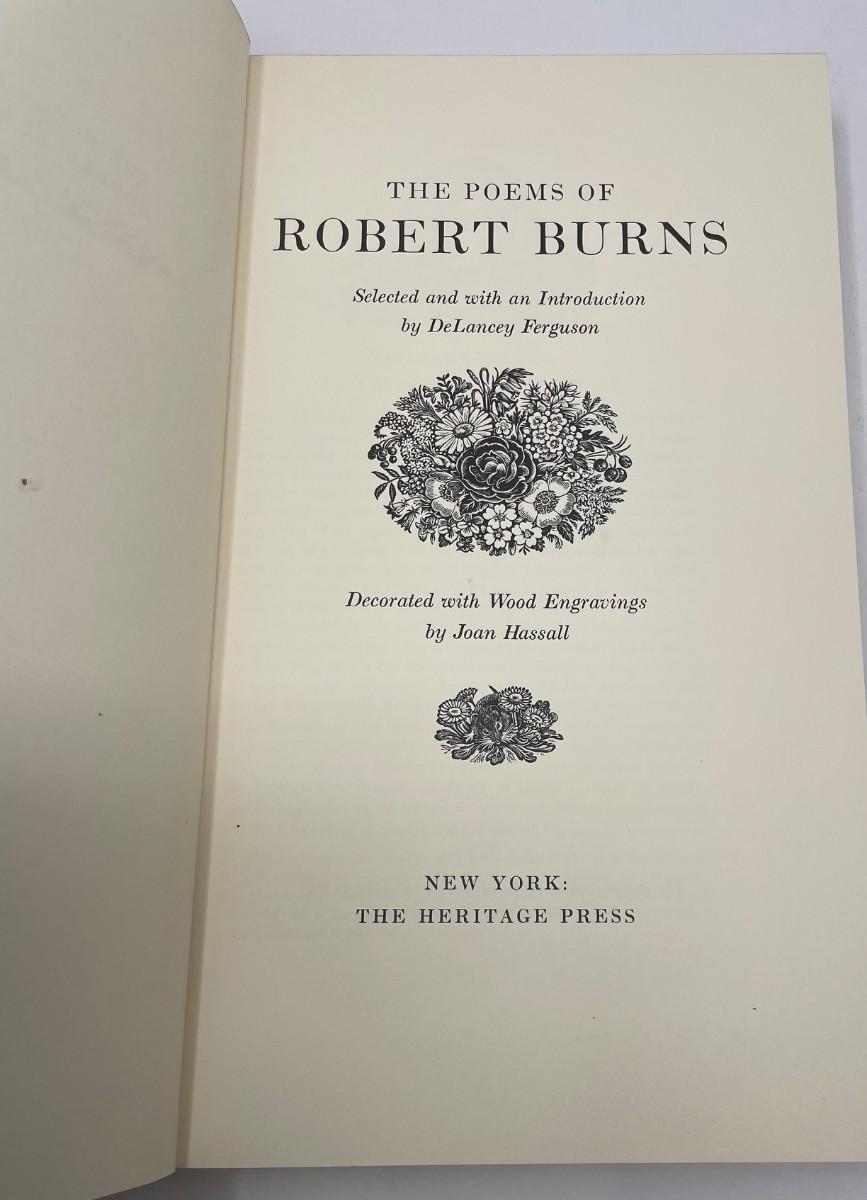 THE POEMS OF
ROBERT BURNS
Selected and with an Introduction
by DeLancey Ferguson
Decorated with Wood Engravings
by Joan Hassall
NEW YORK:
THE HERITAGE PRESS